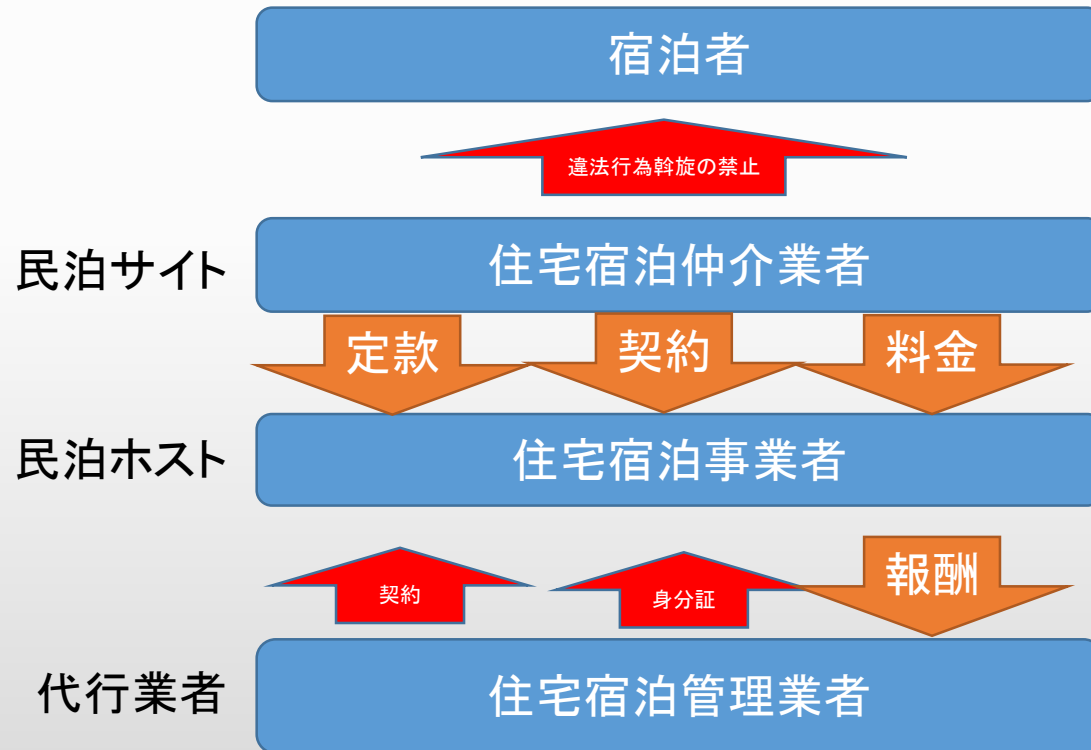 宿泊者
違法行為斡旋の禁止
民泊サイト
住宅宿泊仲介業者
定款
契約
料金
民泊ホスト
住宅宿泊事業者
契約
身分証
報酬
代行業者
住宅宿泊管理業者